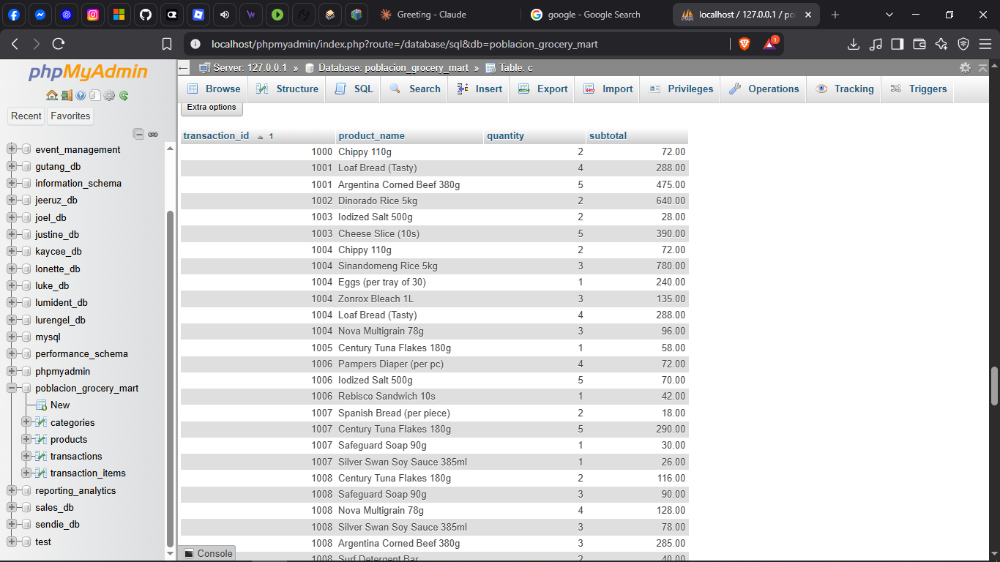 Greeting - Claude
google - Google Search
localhost / 127.0.0.1 / po
localhost/phpmyadmin/index.php?route=/database/sql&db=poblacion_grocery_mart
1
phpMyAdmin
Recent
Favorites
event_management
gutang_db
information_schema
jeeruz_db
joel_db
justine_db
kaycee_db
lonette_db
luke_db
lumident_db
lurengel_db
mysql
performance_schema
phpmyadmin
poblacion_grocery_mart
New
categories
products
transactions
transaction_items
reporting_analytics
sales_db
sendie_db
test
Server: 127.0.0.1 » Database: poblacion_grocery_mart » Table: c
Browse Structure SQL Search Insert Export Import Privileges Operations Tracking Triggers
Extra options
transaction_id 1 product_name quantity subtotal
1000 Chippy 110g 2 72.00
1001 Loaf Bread (Tasty) 4 288.00
1001 Argentina Corned Beef 380g 5 475.00
1002 Dinorado Rice 5kg 2 640.00
1003 Iodized Salt 500g 2 28.00
1003 Cheese Slice (10s) 5 390.00
1004 Chippy 110g 2 72.00
1004 Sinandomeng Rice 5kg 3 780.00
1004 Eggs (per tray of 30) 1 240.00
1004 Zonrox Bleach 1L 3 135.00
1004 Loaf Bread (Tasty) 4 288.00
1004 Nova Multigrain 78g 3 96.00
1005 Century Tuna Flakes 180g 1 58.00
1006 Pampers Diaper (per pc) 4 72.00
1006 Iodized Salt 500g 5 70.00
1006 Rebisco Sandwich 10s 1 42.00
1007 Spanish Bread (per piece) 2 18.00
1007 Century Tuna Flakes 180g 5 290.00
1007 Safeguard Soap 90g 1 30.00
1007 Silver Swan Soy Sauce 385ml 1 26.00
1008 Century Tuna Flakes 180g 2 116.00
1008 Safeguard Soap 90g 3 90.00
1008 Nova Multigrain 78g 4 128.00
1008 Silver Swan Soy Sauce 385ml 3 78.00
1008 Argentina Corned Beef 380g 3 285.00
1008 Surf Detergent Bar 2 40.00
Console